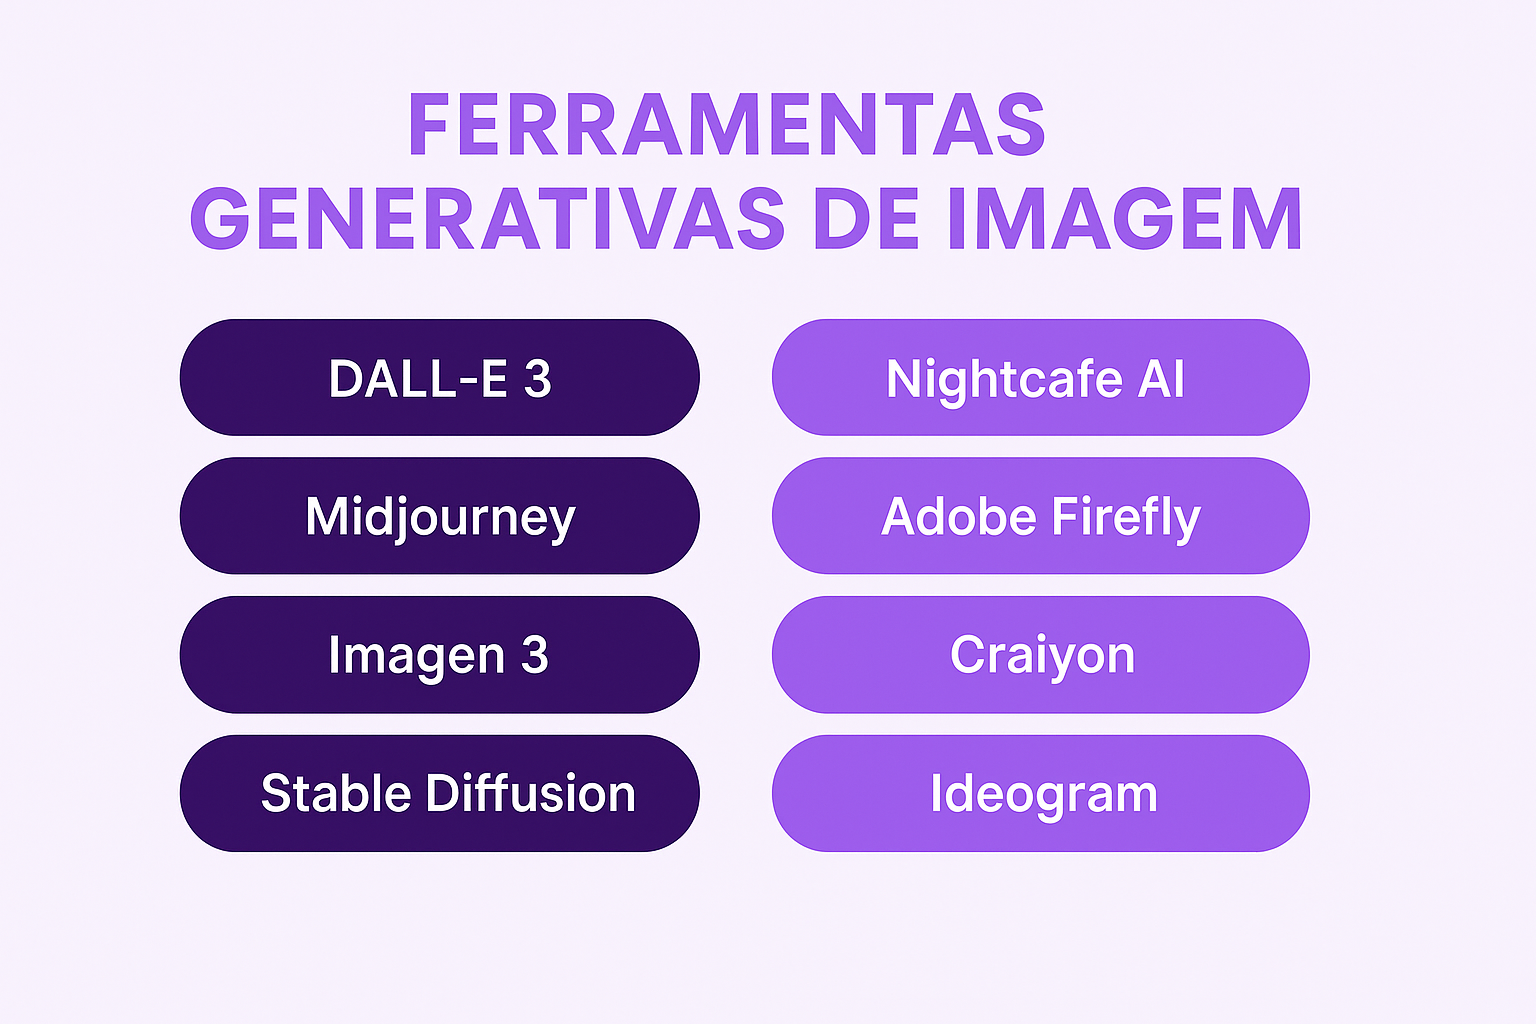 FERRAMENTAS
GENERATIVAS DE IMAGEM
DALL-E 3
Nightcafe AI
Midjourney
Adobe Firefly
Imagen 3
Craiyon
Stable Diffusion
Ideogram